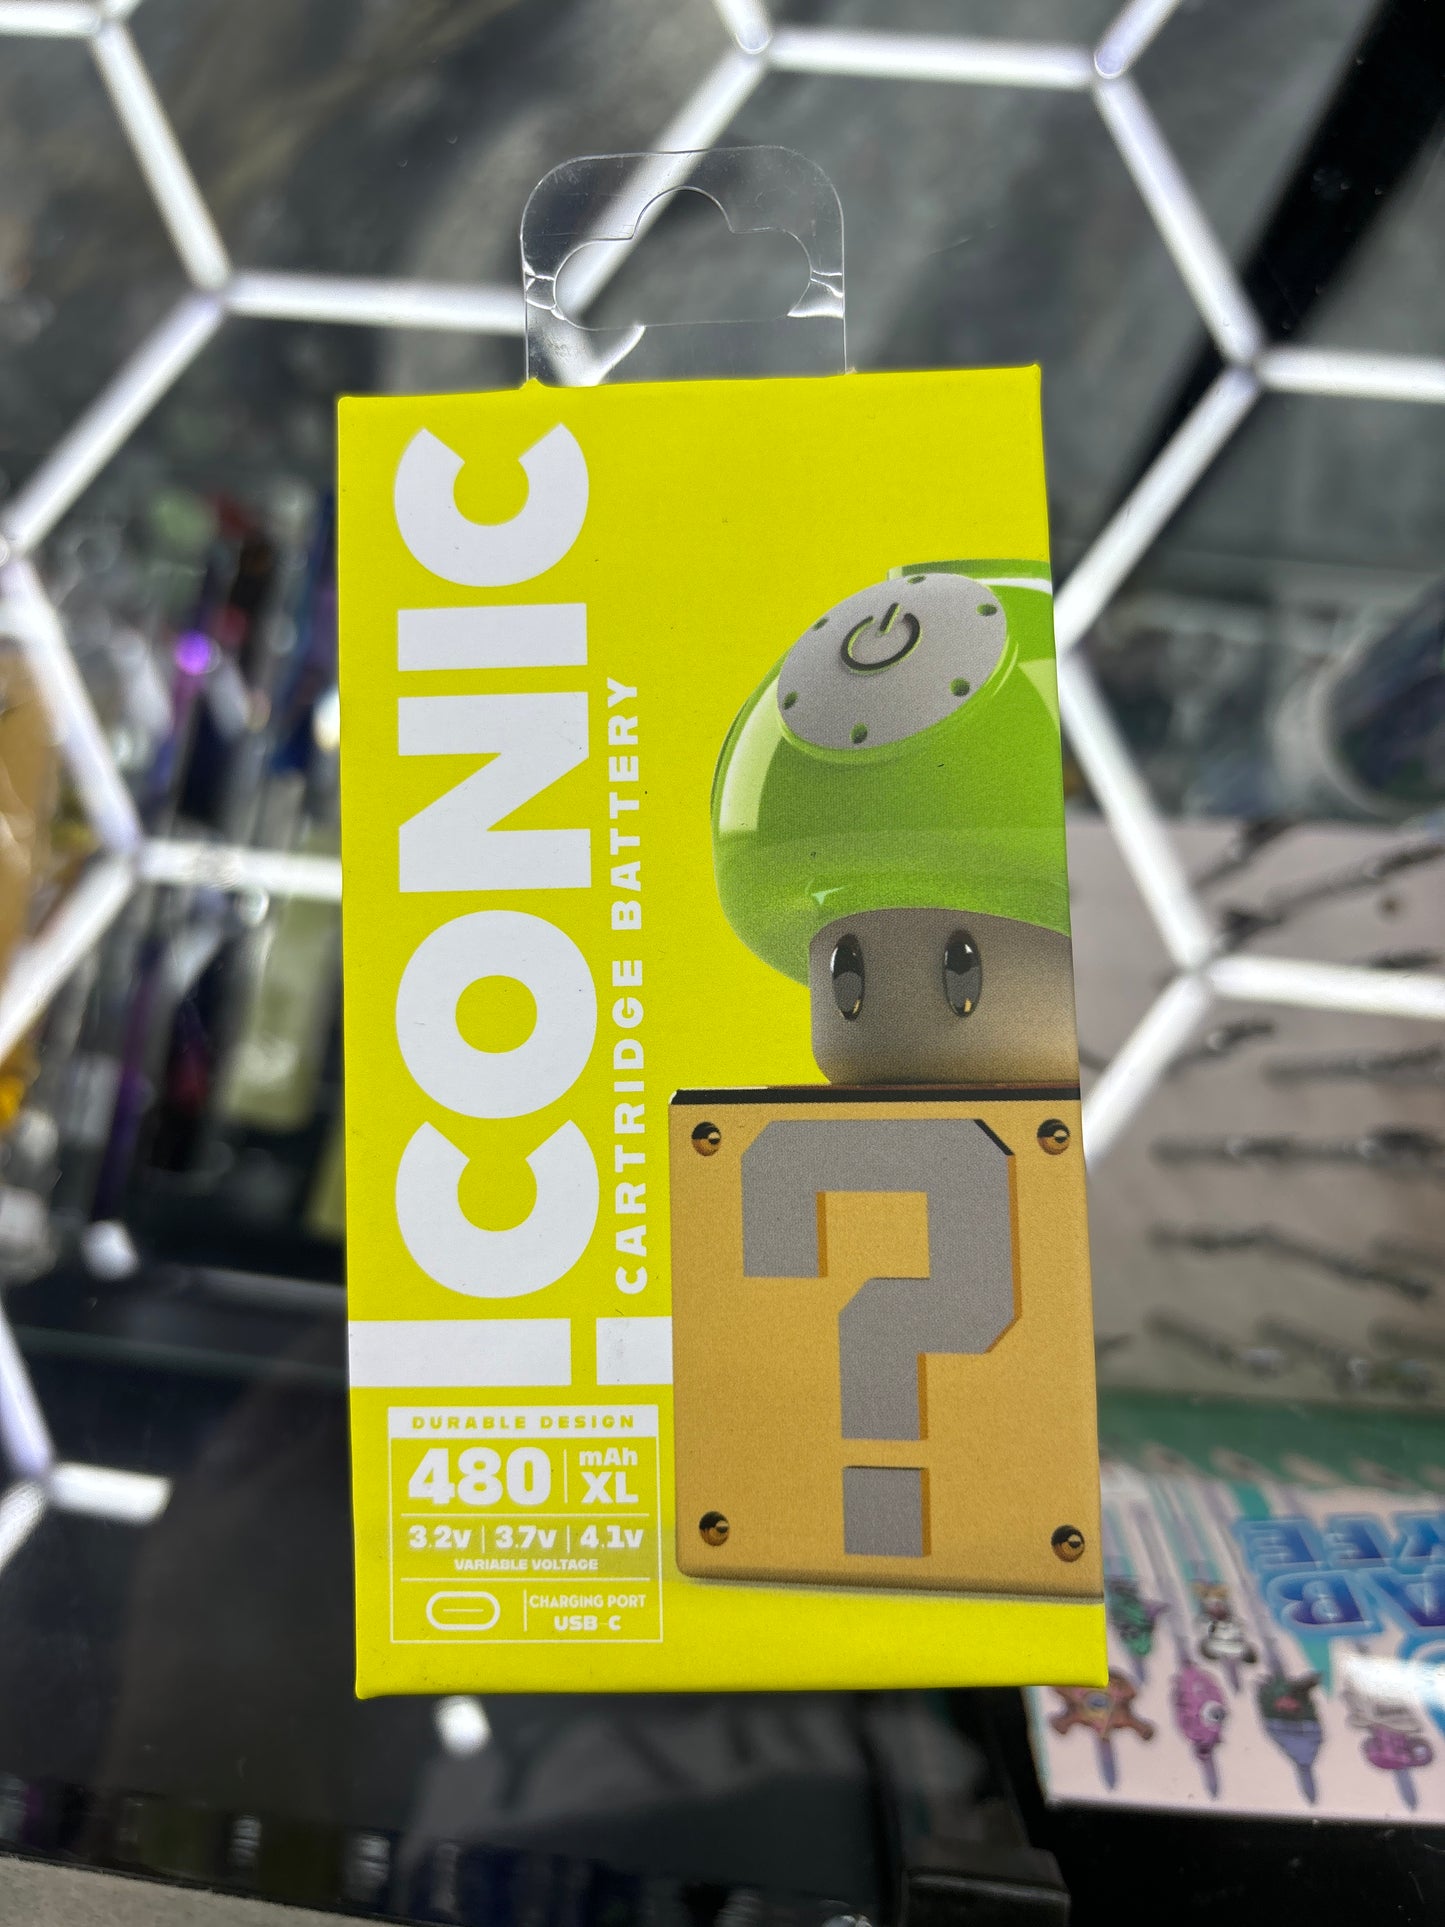 ICONIC
CARTRIDGE BATTERY
?
DURABLE DESIGN
480 mAh
XL
3.2v | 3.7v | 4.1v
VARIABLE VOLTAGE
CHARGING PORT
USB-C
DAB